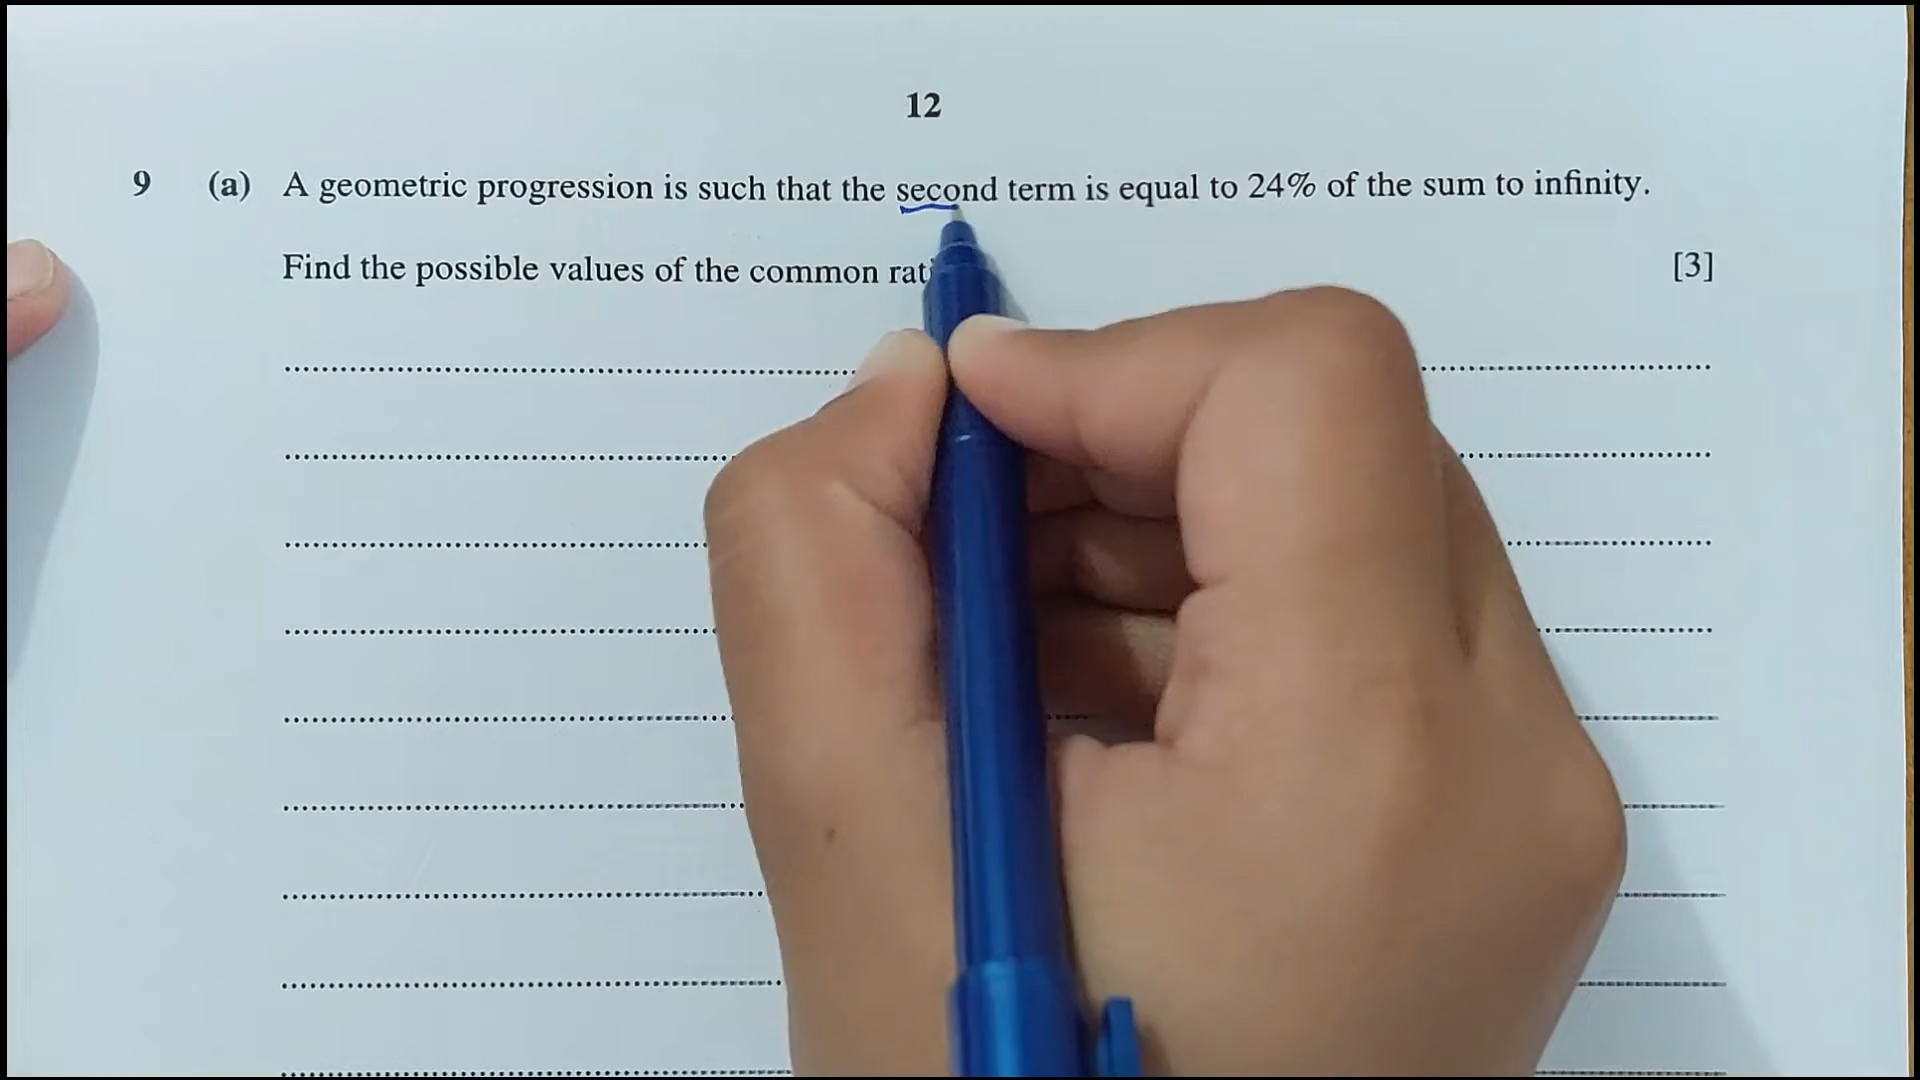 12
9 (a) A geometric progression is such that the second term is equal to 24% of the sum to infinity.
Find the possible values of the common [3]